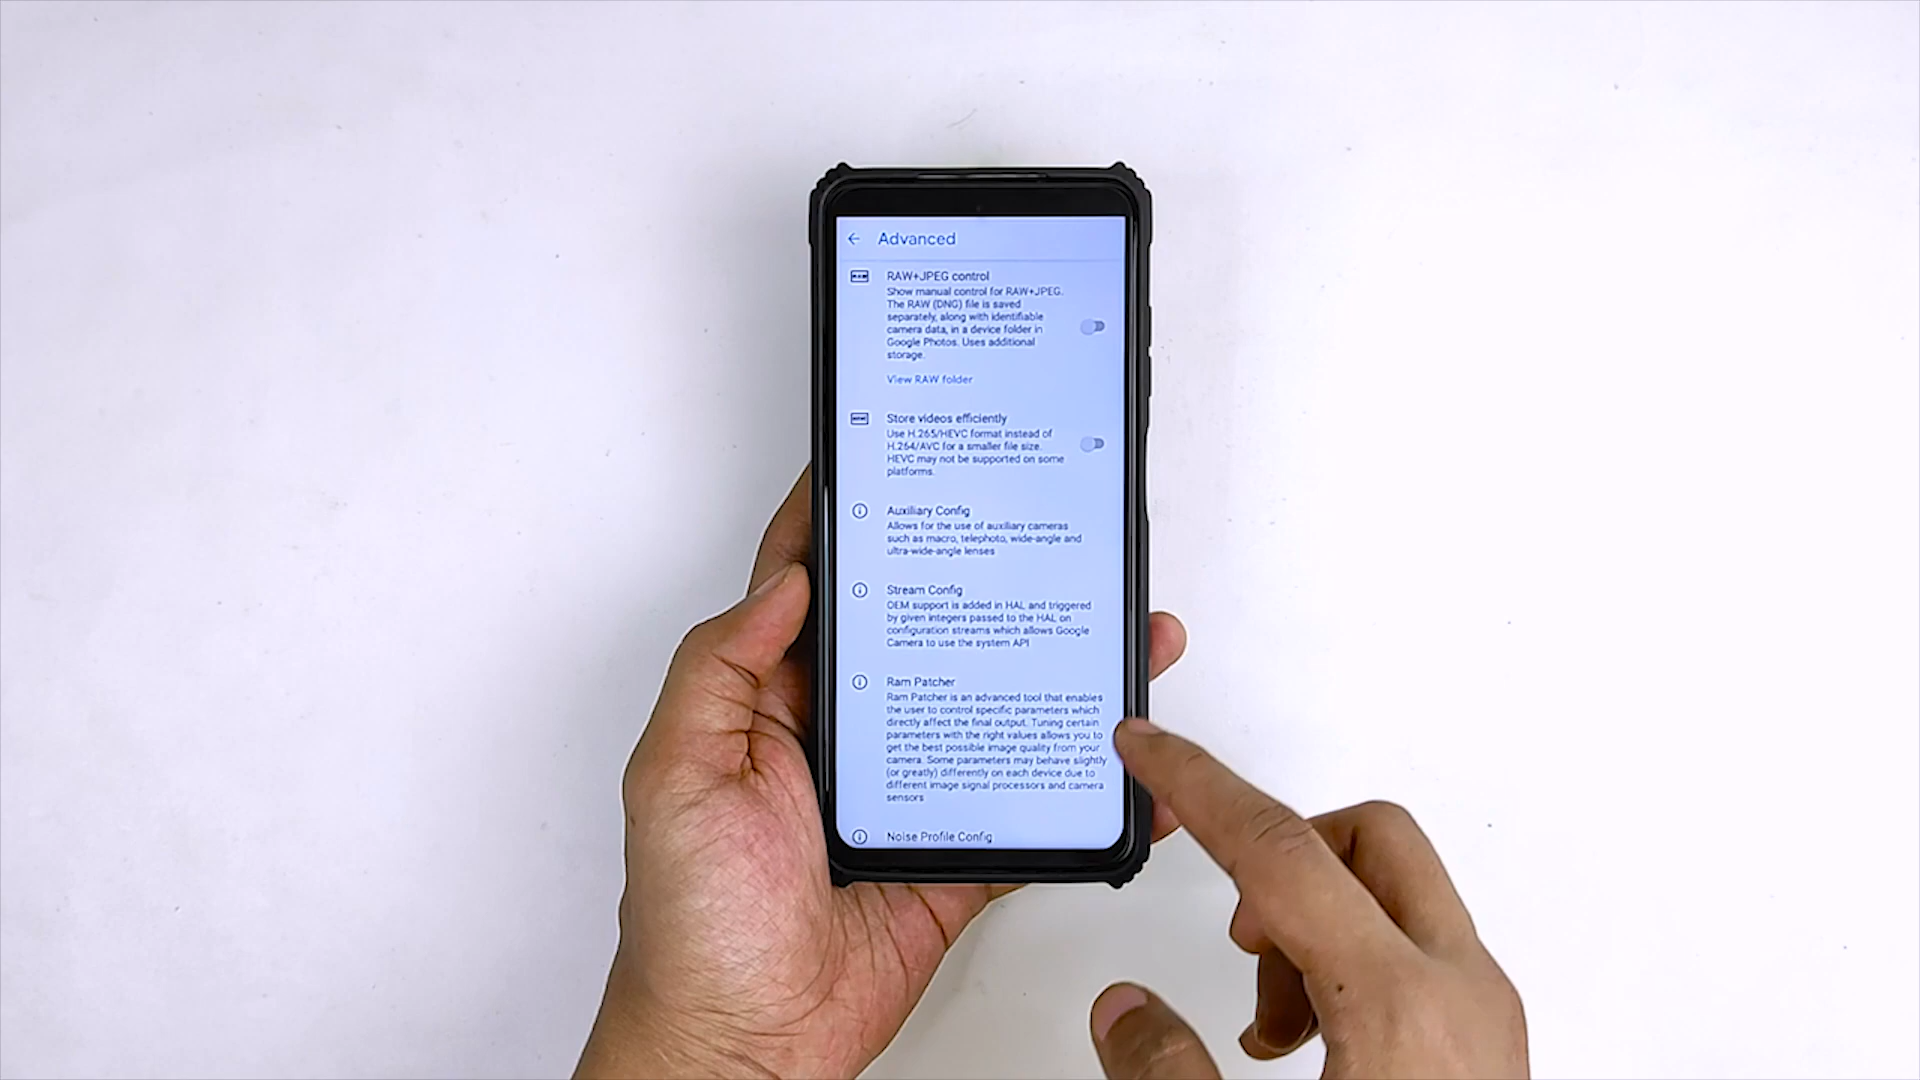 Advanced
RAW+JPEG control
Show manual control for RAW+JPEG.
The RAW (DNG) file is saved
separately, along with identifiable
camera data, in a device folder in
Google Photos. Uses additional
storage.
View RAW folder
Store videos efficiently
Use H.265/HEVC format instead of
H.264/AVC for a smaller file size.
HEVC may not be supported on some
platforms.
Auxiliary Config
Allows for the use of auxiliary cameras
such as macro, telephoto, wide-angle and
ultra-wide-angle lenses
Stream Config
OEM support is added in HAL and triggered
by given integers passed to the HAL on
configuration streams which allows Google
Camera to use the system API
Ram Patcher
Ram Patcher is an advanced tool that enables
the user to control specific parameters which
directly affect the final output. Tuning certain
parameters with the right values allows you to
get the best possible image quality from your
camera. Some parameters may behave slightly
(or greatly) differently on each device due to
different image signal processors and camera
sensors
Noise Profile Config